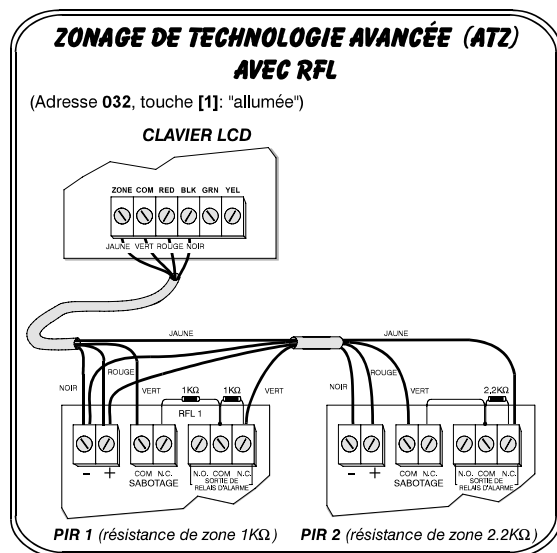 ZONAGE DE TECHNOLOGIE AVANCÉE (ATZ)
AVEC RFL
(Adresse 032, touche [1]: "allumée")
CLAVIER LCD
ZONE COM RED BLK GRN YEL
JAUNE VERT ROUGE NOIR
JAUNE
JAUNE
NOIR
ROUGE
VERT
1KΩ
1KΩ
RFL 1
VERT
NOIR
ROUGE
VERT
2,2KΩ
- +
COM N.C.
SABOTAGE
N.O. COM N.C.
SORTIE DE
RELAIS D'ALARME
- +
COM N.C.
SABOTAGE
N.O. COM N.C.
SORTIE DE
RELAIS D'ALARME
PIR 1 (résistance de zone 1KΩ)
PIR 2 (résistance de zone 2.2KΩ)